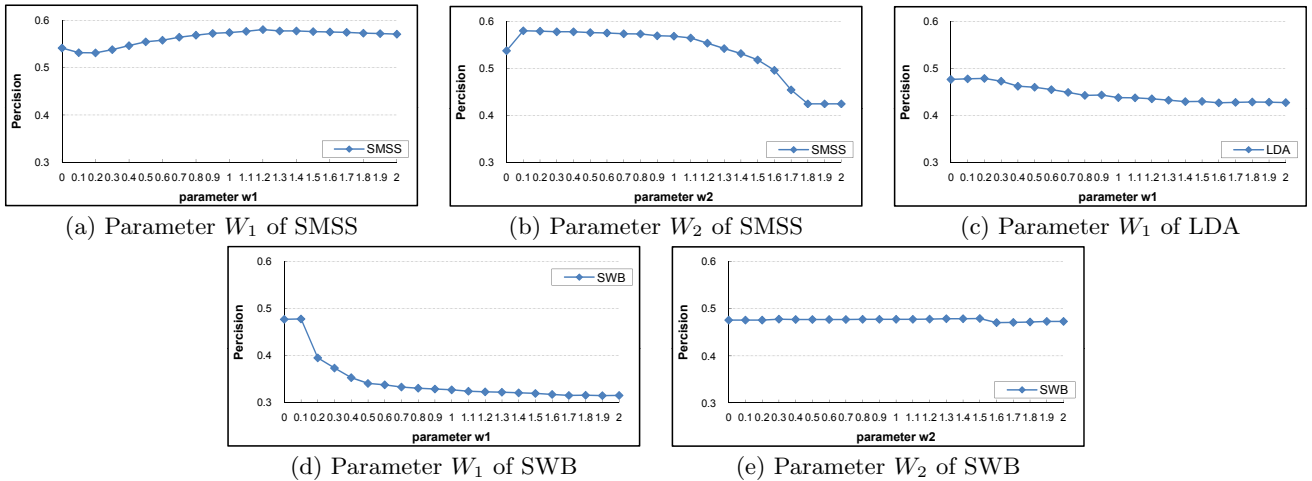 Percision
0.6
0.5
0.4
0.3
SMSS
0 0.1 0.2 0.3 0.4 0.5 0.6 0.7 0.8 0.9 1 1.1 1.2 1.3 1.4 1.5 1.6 1.7 1.8 1.9 2
parameter w1
(a) Parameter W1 of SMSS
Percision
0.6
0.5
0.4
0.3
SMSS
0 0.1 0.2 0.3 0.4 0.5 0.6 0.7 0.8 0.9 1 1.1 1.2 1.3 1.4 1.5 1.6 1.7 1.8 1.9 2
parameter w2
(b) Parameter W2 of SMSS
Percision
0.6
0.5
0.4
0.3
LDA
0 0.1 0.2 0.3 0.4 0.5 0.6 0.7 0.8 0.9 1 1.1 1.2 1.3 1.4 1.5 1.6 1.7 1.8 1.9 2
parameter w1
(c) Parameter W1 of LDA
Percision
0.6
0.5
0.4
0.3
SWB
0 0.1 0.2 0.3 0.4 0.5 0.6 0.7 0.8 0.9 1 1.1 1.2 1.3 1.4 1.5 1.6 1.7 1.8 1.9 2
parameter w1
(d) Parameter W1 of SWB
Percision
0.6
0.5
0.4
0.3
SWB
0 0.1 0.2 0.3 0.4 0.5 0.6 0.7 0.8 0.9 1 1.1 1.2 1.3 1.4 1.5 1.6 1.7 1.8 1.9 2
parameter w2
(e) Parameter W2 of SWB